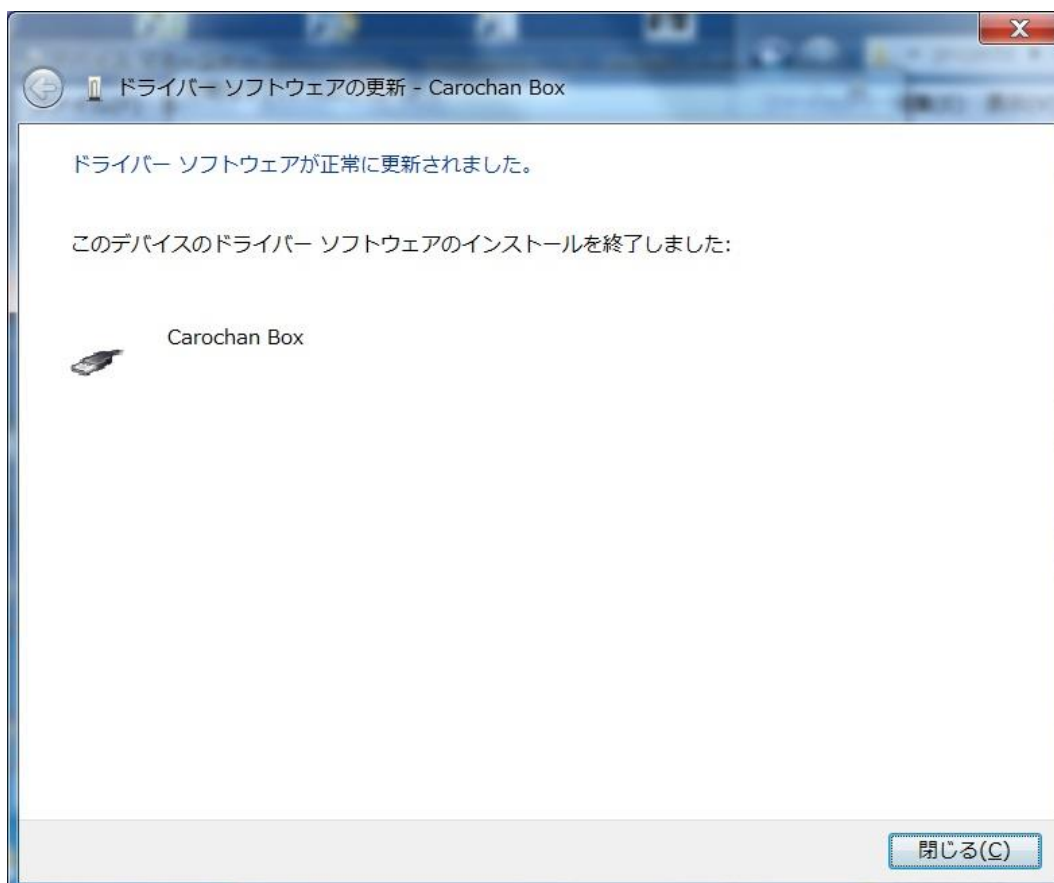 ドライバー ソフトウェアの更新 - Carochan Box
ドライバー ソフトウェアが正常に更新されました。
このデバイスのドライバー ソフトウェアのインストールを終了しました:
Carochan Box
閉じる(C)